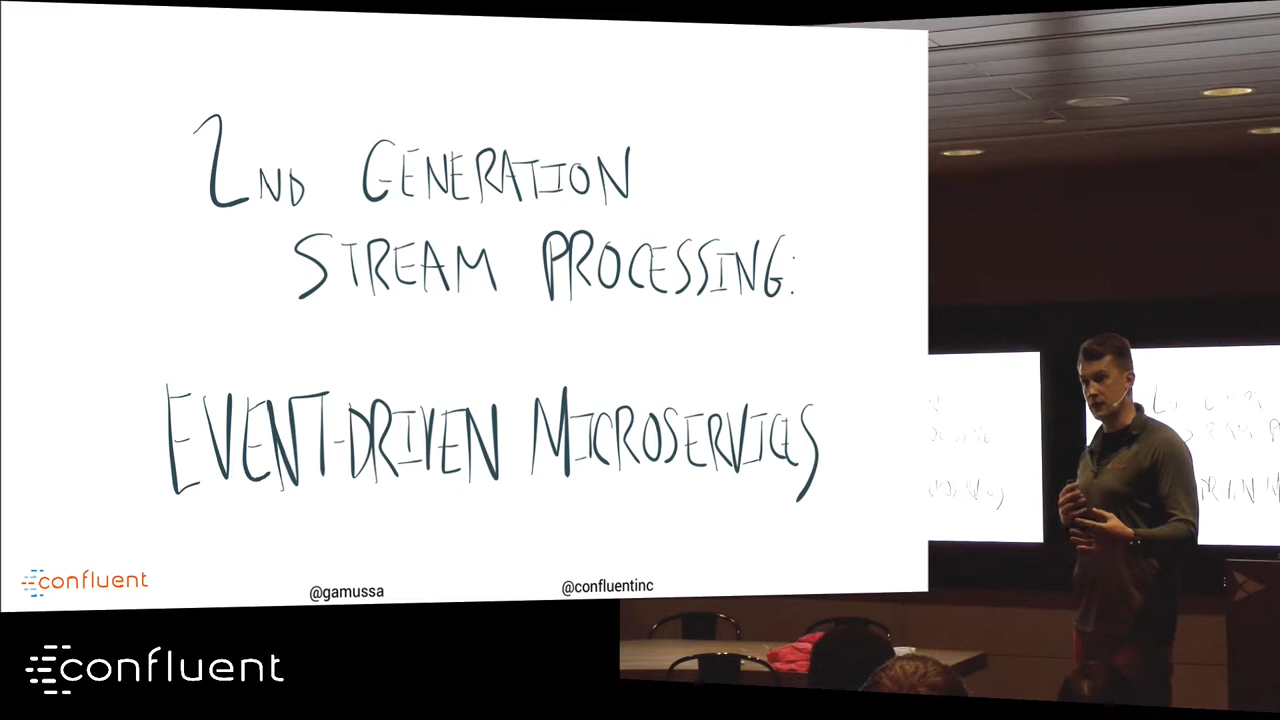 2ND GENERATION
STREAM PROCESSING:
EVENT-DRIVEN MICROSERVICES
confluent
@gamussa
@confluentinc
confluent